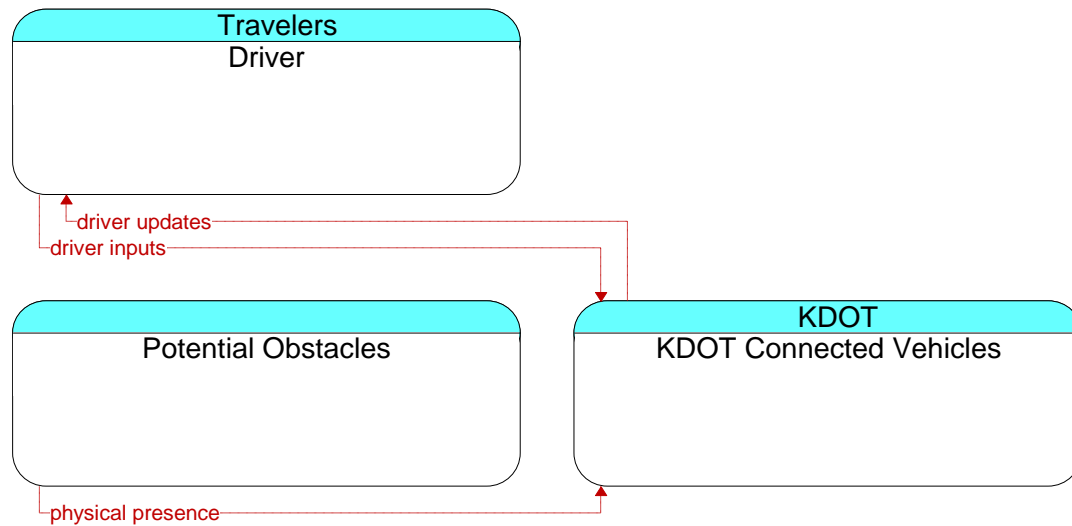 Travelers
Driver
driver updates
driver inputs
Potential Obstacles
KDOT
KDOT Connected Vehicles
physical presence